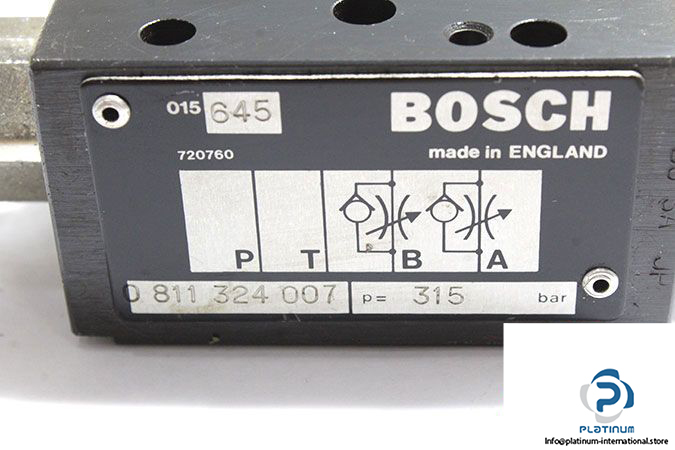 015 645 BOSCH
720760 made in ENGLAND
P T B A
0 811 324 007 p= 315 bar
PLATINUM
Info@platinum-international.store